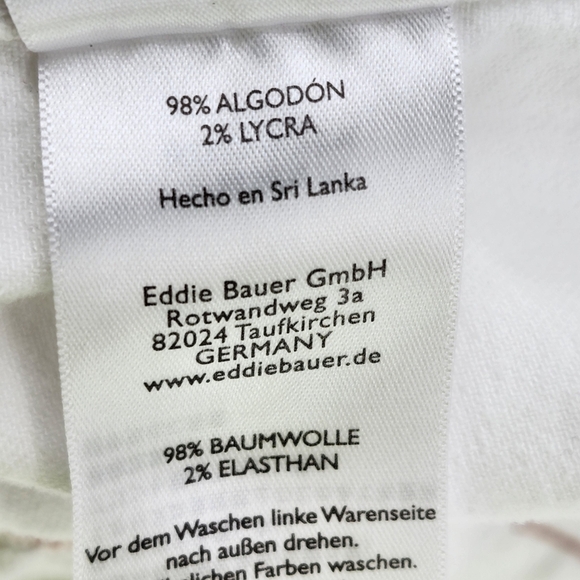 98% ALGODÓN
2% LYCRA
Hecho en Sri Lanka
Eddie Bauer GmbH
Rotwandweg 3a
82024 Taufkirchen
GERMANY
www.eddiebauer.de
98% BAUMWOLLE
2% ELASTHAN
Vor dem Waschen linke Warenseite
nach außen drehen.
Farben waschen.